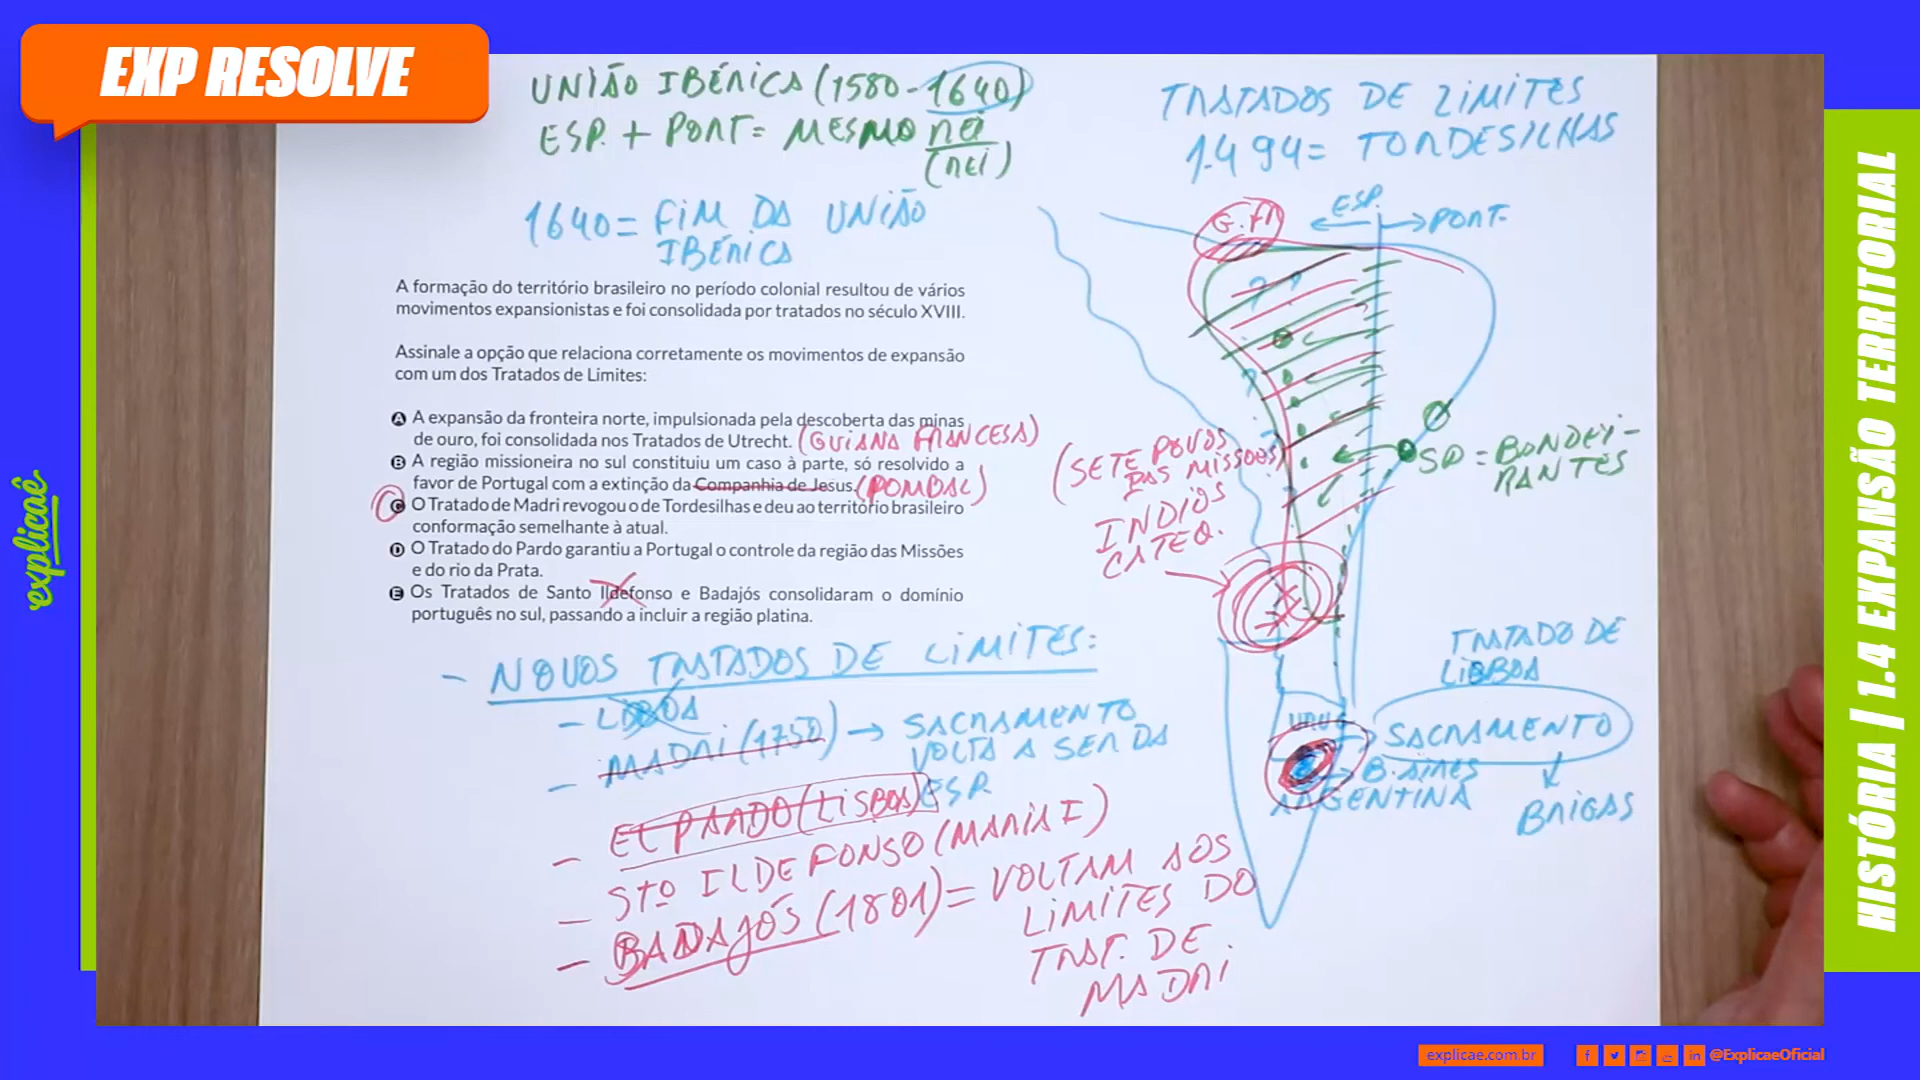 EXP RESOLVE
UNIÃO IBÉRICA (1580-1640)
ESP. + PORT = MESMO REI
(REI)
1640 = FIM DA UNIÃO
IBÉRICA
TRATADOS DE LIMITES
1494 = TORDESILHAS
ESP.
PORT.
G.FR
A formação do território brasileiro no período colonial resultou de vários
movimentos expansionistas e foi consolidada por tratados no século XVIII.
Assinale a opção que relaciona corretamente os movimentos de expansão
com um dos Tratados de Limites:
A A expansão da fronteira norte, impulsionada pela descoberta das minas
de ouro, foi consolidada nos Tratados de Utrecht. (GUIANA FRANCESA)
B A região missioneira no sul constituiu um caso à parte, só resolvido a
favor de Portugal com a extinção da Companhia de Jesus. (POMBAL)
C O Tratado de Madri revogou o de Tordesilhas e deu ao território brasileiro
conformação semelhante à atual.
D O Tratado do Pardo garantiu a Portugal o controle da região das Missões
e do rio da Prata.
E Os Tratados de Santo Ildefonso e Badajós consolidaram o domínio
português no sul, passando a incluir a região platina.
(SETE POVOS
DAS MISSÕES)
INDIOS
CATEQ.
SP = BANDEI-
RANTES
- NOVOS TRATADOS DE LIMITES:
- LISBOA
- MADRI (1750) → SACRAMENTO
VOLTA A SER DA
ESP.
- EL PARDO (LISBOA)
- STº ILDEFONSO (MARIA I)
- BADAJÓS (1801) = VOLTAM AOS
LIMITES DO
TRAT. DE
MADRI
TRATADO DE
LISBOA
URU
SACRAMENTO
B. AIRES
ARGENTINA
BRIGAS
explicaê
HISTÓRIA | 1.4 EXPANSÃO TERRITORIAL
explicae.com.br
@ExplicaeOficial